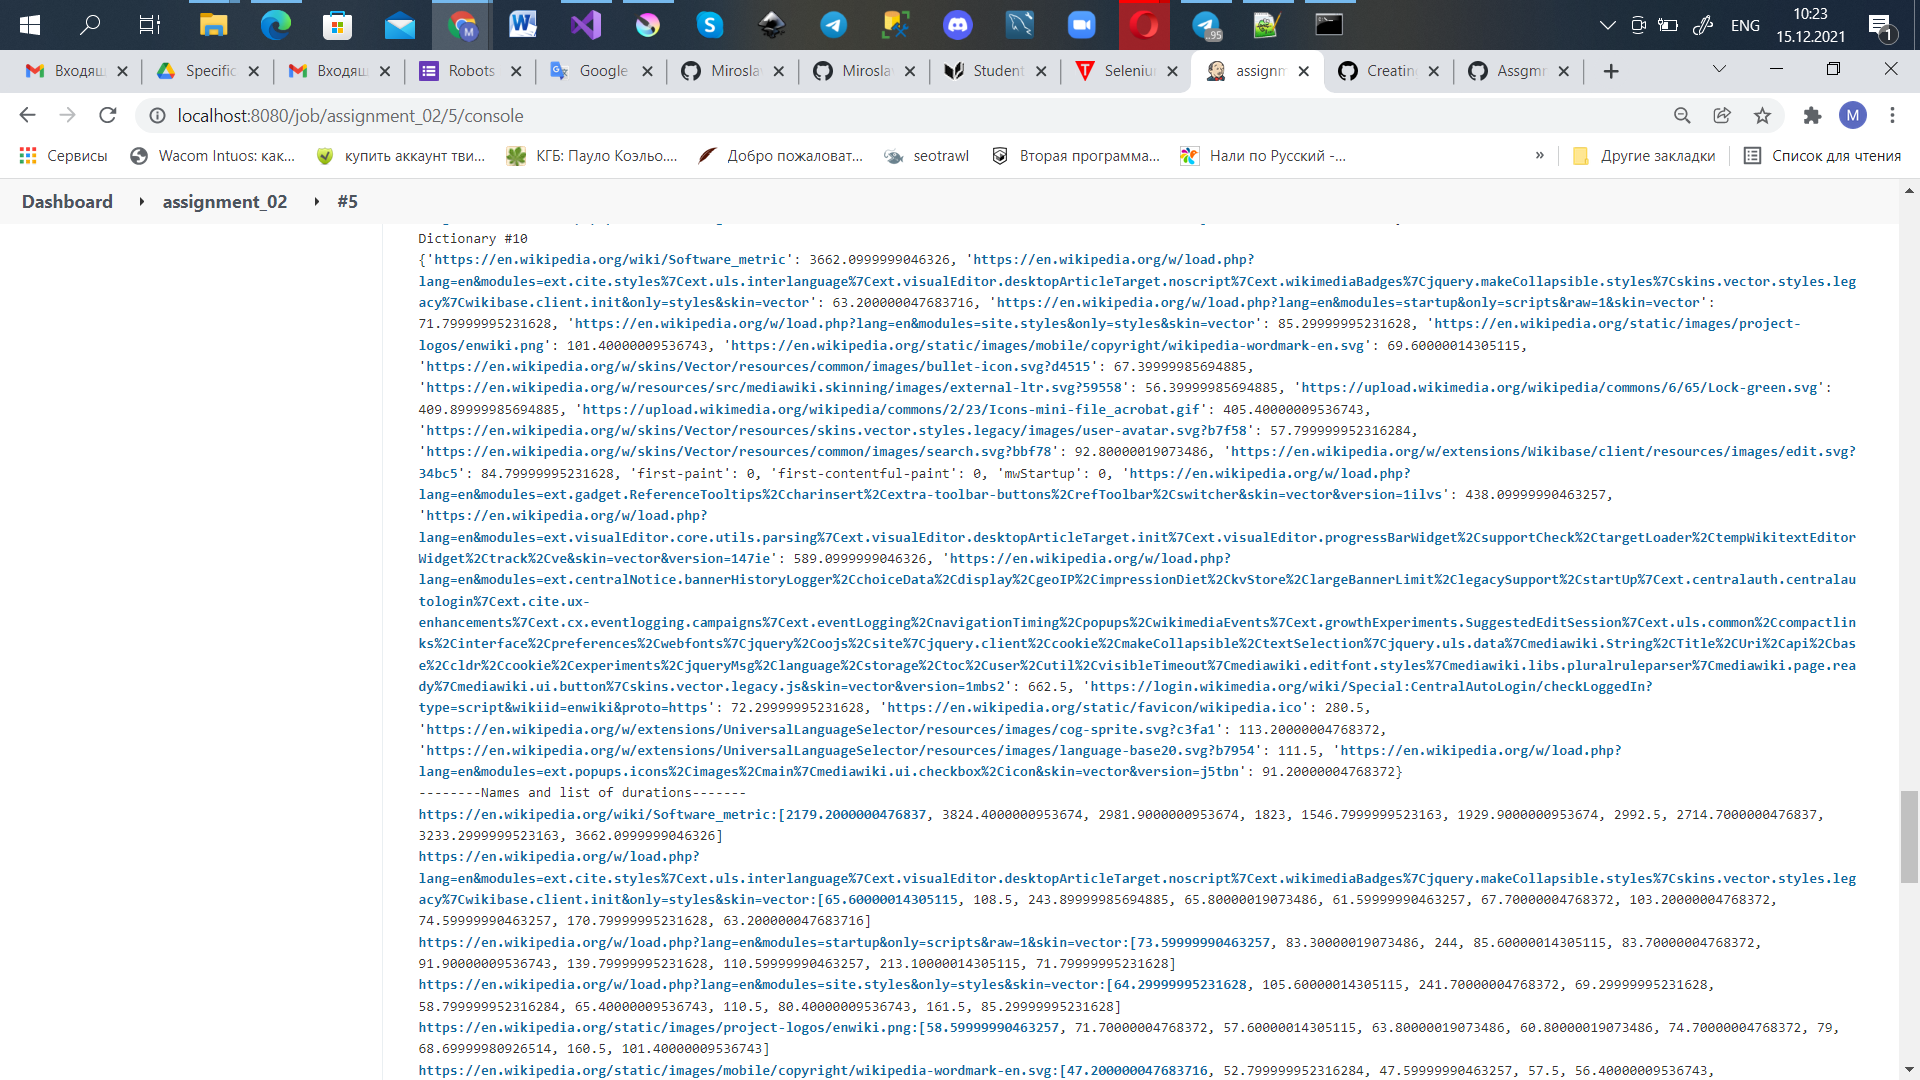 ..95
ENG
10:23
15.12.2021
1
Входящ
Specific
Входящ
Robots
Google
Mirosla
Mirosla
Student
Seleniu
assignm
Creatin
Assgmn
localhost:8080/job/assignment_02/5/console
M
Сервисы
Wacom Intuos: как...
купить аккаунт тви...
КГБ: Пауло Коэльо....
Добро пожаловат...
seotrawl
Вторая программа...
Нали по Русский -...
»
Другие закладки
Список для чтения
Dashboard
assignment_02
#5
Dictionary #10
{'https://en.wikipedia.org/wiki/Software_metric': 3662.0999999046326, 'https://en.wikipedia.org/w/load.php?
lang=en&modules=ext.cite.styles%7Cext.uls.interlanguage%7Cext.visualEditor.desktopArticleTarget.noscript%7Cext.wikimediaBadges%7Cjquery.makeCollapsible.styles%7Cskins.vector.styles.leg
acy%7Cwikibase.client.init&only=styles&skin=vector': 63.200000047683716, 'https://en.wikipedia.org/w/load.php?lang=en&modules=startup&only=scripts&raw=1&skin=vector':
71.79999995231628, 'https://en.wikipedia.org/w/load.php?lang=en&modules=site.styles&only=styles&skin=vector': 85.29999995231628, 'https://en.wikipedia.org/static/images/project-
logos/enwiki.png': 101.40000009536743, 'https://en.wikipedia.org/static/images/mobile/copyright/wikipedia-wordmark-en.svg': 69.60000014305115,
'https://en.wikipedia.org/w/skins/Vector/resources/common/images/bullet-icon.svg?d4515': 67.39999985694885,
'https://en.wikipedia.org/w/resources/src/mediawiki.skinning/images/external-ltr.svg?59558': 56.39999985694885, 'https://upload.wikimedia.org/wikipedia/commons/6/65/Lock-green.svg':
409.89999985694885, 'https://upload.wikimedia.org/wikipedia/commons/2/23/Icons-mini-file_acrobat.gif': 405.40000009536743,
'https://en.wikipedia.org/w/skins/Vector/resources/skins.vector.styles.legacy/images/user-avatar.svg?b7f58': 57.799999952316284,
'https://en.wikipedia.org/w/skins/Vector/resources/common/images/search.svg?bbf78': 92.80000019073486, 'https://en.wikipedia.org/w/extensions/Wikibase/client/resources/images/edit.svg?
34bc5': 84.79999995231628, 'first-paint': 0, 'first-contentful-paint': 0, 'mwStartup': 0, 'https://en.wikipedia.org/w/load.php?
lang=en&modules=ext.gadget.ReferenceTooltips%2Ccharinsert%2Cextra-toolbar-buttons%2CrefToolbar%2Cswitcher&skin=vector&version=1ilvs': 438.09999990463257,
'https://en.wikipedia.org/w/load.php?
lang=en&modules=ext.visualEditor.core.utils.parsing%7Cext.visualEditor.desktopArticleTarget.init%7Cext.visualEditor.progressBarWidget%2CsupportCheck%2CtargetLoader%2CtempWikitextEditor
Widget%2Ctrack%2Cve&skin=vector&version=147ie': 589.0999999046326, 'https://en.wikipedia.org/w/load.php?
lang=en&modules=ext.centralNotice.bannerHistoryLogger%2CchoiceData%2Cdisplay%2CgeoIP%2CimpressionDiet%2CkvStore%2ClargeBannerLimit%2ClegacySupport%2CstartUp%7Cext.centralauth.centralau
tologin%7Cext.cite.ux-
enhancements%7Cext.cx.eventlogging.campaigns%7Cext.eventLogging%2CnavigationTiming%2Cpopups%2CwikimediaEvents%7Cext.growthExperiments.SuggestedEditSession%7Cext.uls.common%2Ccompactlin
ks%2Cinterface%2Cpreferences%2Cwebfonts%7Cjquery%2Coojs%2Csite%7Cjquery.client%2Ccookie%2CmakeCollapsible%2CtextSelection%7Cjquery.uls.data%7Cmediawiki.String%2CTitle%2CUri%2Capi%2Cbas
e%2Ccldr%2Ccookie%2Cexperiments%2CjqueryMsg%2Clanguage%2Cstorage%2Ctoc%2Cuser%2Cutil%2CvisibleTimeout%7Cmediawiki.editfont.styles%7Cmediawiki.libs.pluralruleparser%7Cmediawiki.page.rea
dy%7Cmediawiki.ui.button%7Cskins.vector.legacy.js&skin=vector&version=1mbs2': 662.5, 'https://login.wikimedia.org/wiki/Special:CentralAutoLogin/checkLoggedIn?
type=script&wikiid=enwiki&proto=https': 72.29999995231628, 'https://en.wikipedia.org/static/favicon/wikipedia.ico': 280.5,
'https://en.wikipedia.org/w/extensions/UniversalLanguageSelector/resources/images/cog-sprite.svg?c3fa1': 113.20000004768372,
'https://en.wikipedia.org/w/extensions/UniversalLanguageSelector/resources/images/language-base20.svg?b7954': 111.5, 'https://en.wikipedia.org/w/load.php?
lang=en&modules=ext.popups.icons%2Cimages%2Cmain%7Cmediawiki.ui.checkbox%2Cicon&skin=vector&version=j5tbn': 91.20000004768372}
--------Names and list of durations-------
https://en.wikipedia.org/wiki/Software_metric:[2179.2000000476837, 3824.4000000953674, 2981.9000000953674, 1823, 1546.7999999523163, 1929.9000000953674, 2992.5, 2714.7000000476837,
3233.2999999523163, 3662.0999999046326]
https://en.wikipedia.org/w/load.php?
lang=en&modules=ext.cite.styles%7Cext.uls.interlanguage%7Cext.visualEditor.desktopArticleTarget.noscript%7Cext.wikimediaBadges%7Cjquery.makeCollapsible.styles%7Cskins.vector.styles.leg
acy%7Cwikibase.client.init&only=styles&skin=vector:[65.60000014305115, 108.5, 243.89999985694885, 65.80000019073486, 61.59999990463257, 67.70000004768372, 103.20000004768372,
74.59999990463257, 170.79999995231628, 63.200000047683716]
https://en.wikipedia.org/w/load.php?lang=en&modules=startup&only=scripts&raw=1&skin=vector:[73.59999990463257, 83.30000019073486, 244, 85.60000014305115, 83.70000004768372,
91.90000009536743, 139.79999995231628, 110.59999990463257, 213.10000014305115, 71.79999995231628]
https://en.wikipedia.org/w/load.php?lang=en&modules=site.styles&only=styles&skin=vector:[64.29999995231628, 105.60000014305115, 241.70000004768372, 69.29999995231628,
58.799999952316284, 65.40000009536743, 110.5, 80.40000009536743, 161.5, 85.29999995231628]
https://en.wikipedia.org/static/images/project-logos/enwiki.png:[58.59999990463257, 71.70000004768372, 57.60000014305115, 63.80000019073486, 60.80000019073486, 74.70000004768372, 79,
68.69999980926514, 160.5, 101.40000009536743]
https://en.wikipedia.org/static/images/mobile/copyright/wikipedia-wordmark-en.svg:[47.200000047683716, 52.799999952316284, 47.59999990463257, 57.5, 56.40000009536743,